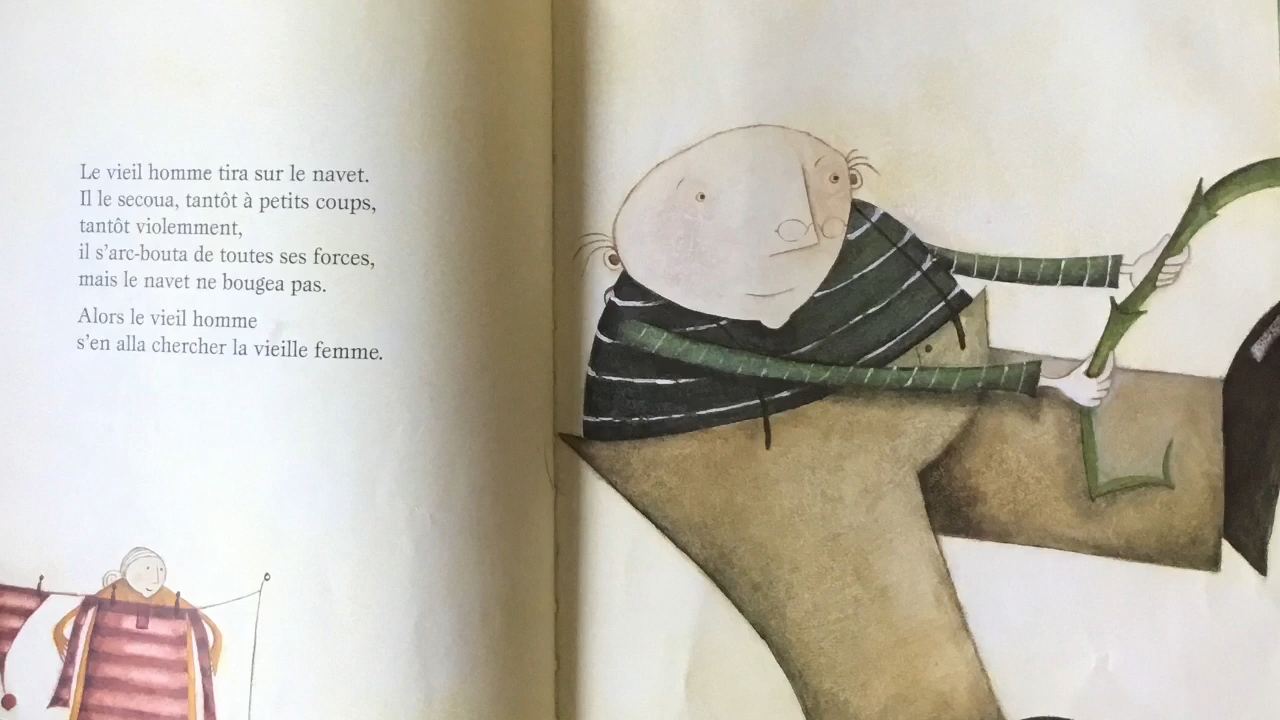 Le vieil homme tira sur le navet.
Il le secoua, tantôt à petits coups,
tantôt violemment,
il s'arc-bouta de toutes ses forces,
mais le navet ne bougea pas.
Alors le vieil homme
s'en alla chercher la vieille femme.